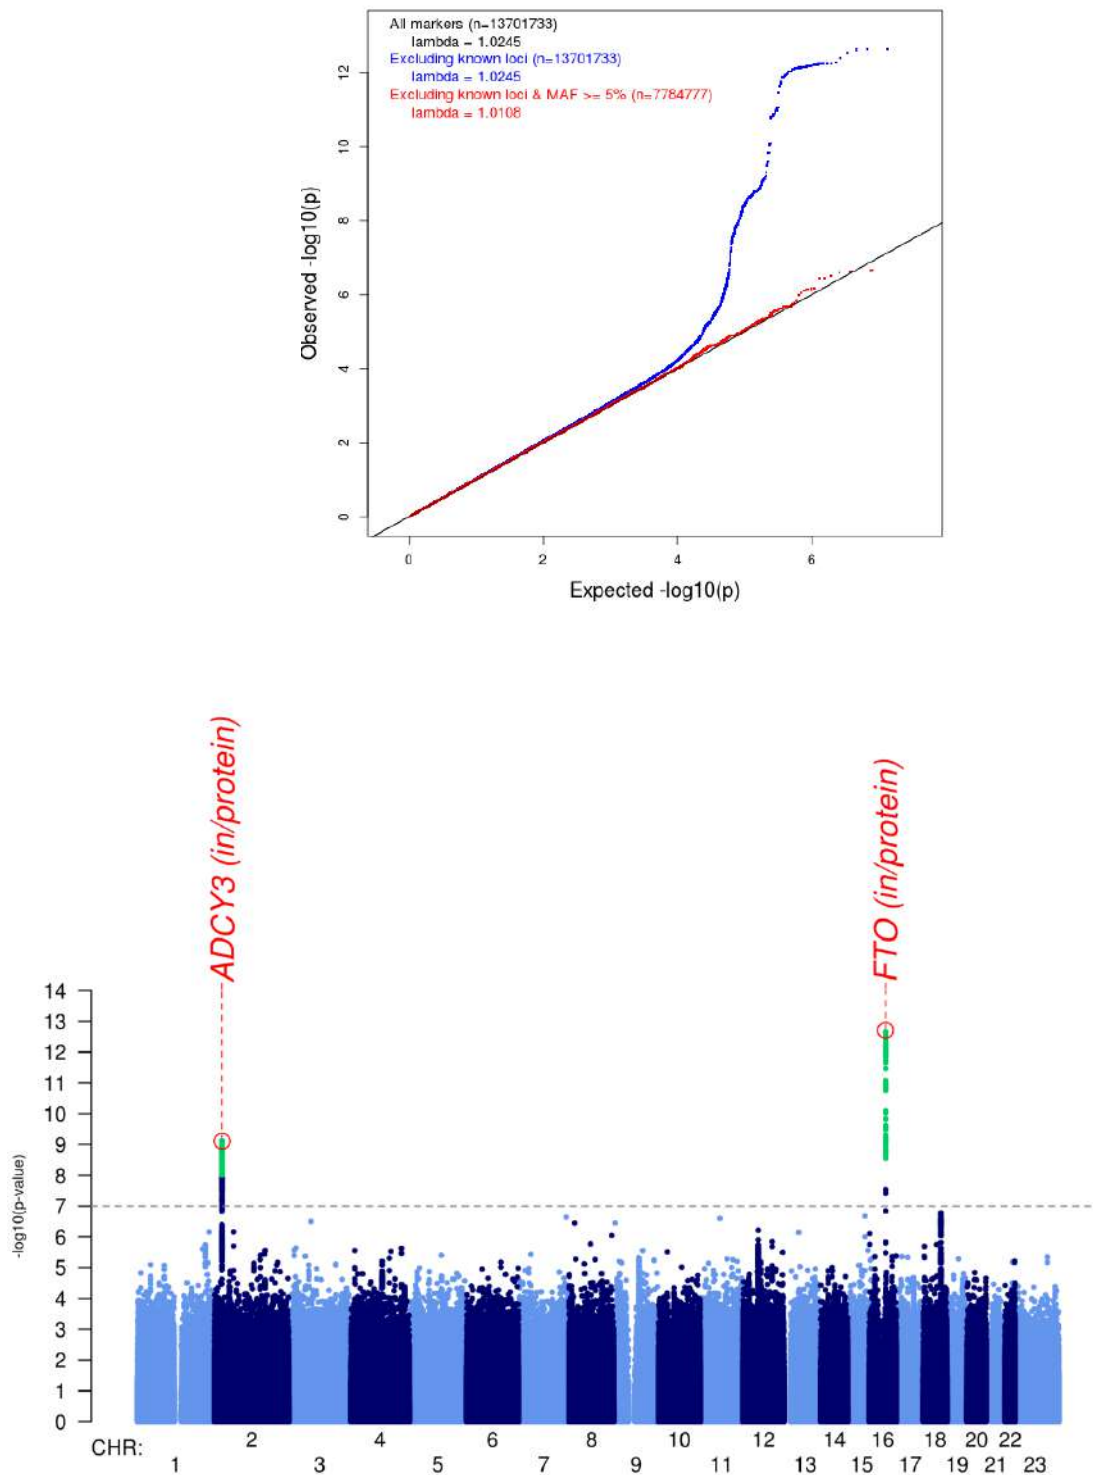 All markers (n=13701733)
lambda = 1.0245
Excluding known loci (n=13701733)
lambda = 1.0245
Excluding known loci & MAF >= 5% (n=7784777)
lambda = 1.0108
12
10
8
6
4
2
0
Observed -log10(p)
0 2 4 6
Expected -log10(p)
ADCY3 (in/protein)
FTO (in/protein)
14
13
12
11
10
9
8
7
6
5
4
3
2
1
0
-log10(p-value)
CHR:
2 4 6 8 10 12 14 16 18 20 22
1 3 5 7 9 11 13 15 17 19 21 23